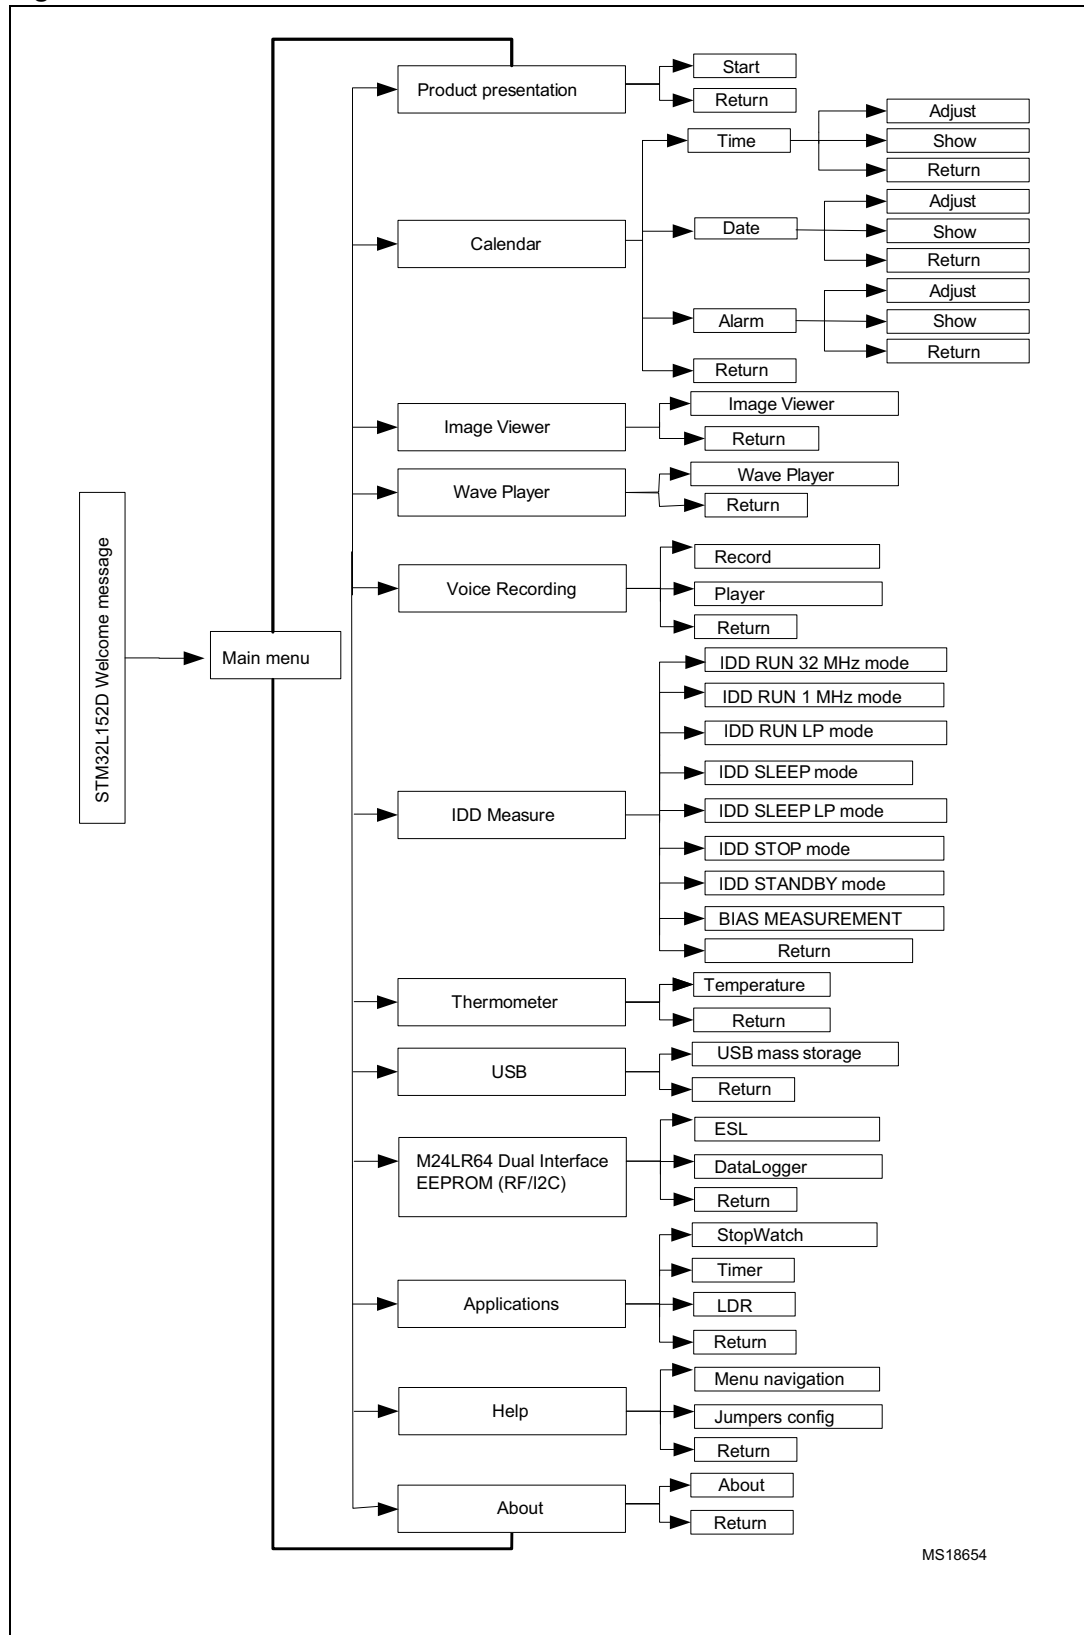 STM32L152D Welcome message
Main menu
Product presentation
Start
Return
Calendar
Time
Adjust
Show
Return
Date
Adjust
Show
Return
Alarm
Adjust
Show
Return
Return
Image Viewer
Image Viewer
Return
Wave Player
Wave Player
Return
Voice Recording
Record
Player
Return
IDD Measure
IDD RUN 32 MHz mode
IDD RUN 1 MHz mode
IDD RUN LP mode
IDD SLEEP mode
IDD SLEEP LP mode
IDD STOP mode
IDD STANDBY mode
BIAS MEASUREMENT
Return
Thermometer
Temperature
Return
USB
USB mass storage
Return
M24LR64 Dual Interface
EEPROM (RF/I2C)
ESL
DataLogger
Return
Applications
StopWatch
Timer
LDR
Return
Help
Menu navigation
Jumpers config
Return
About
About
Return
MS18654